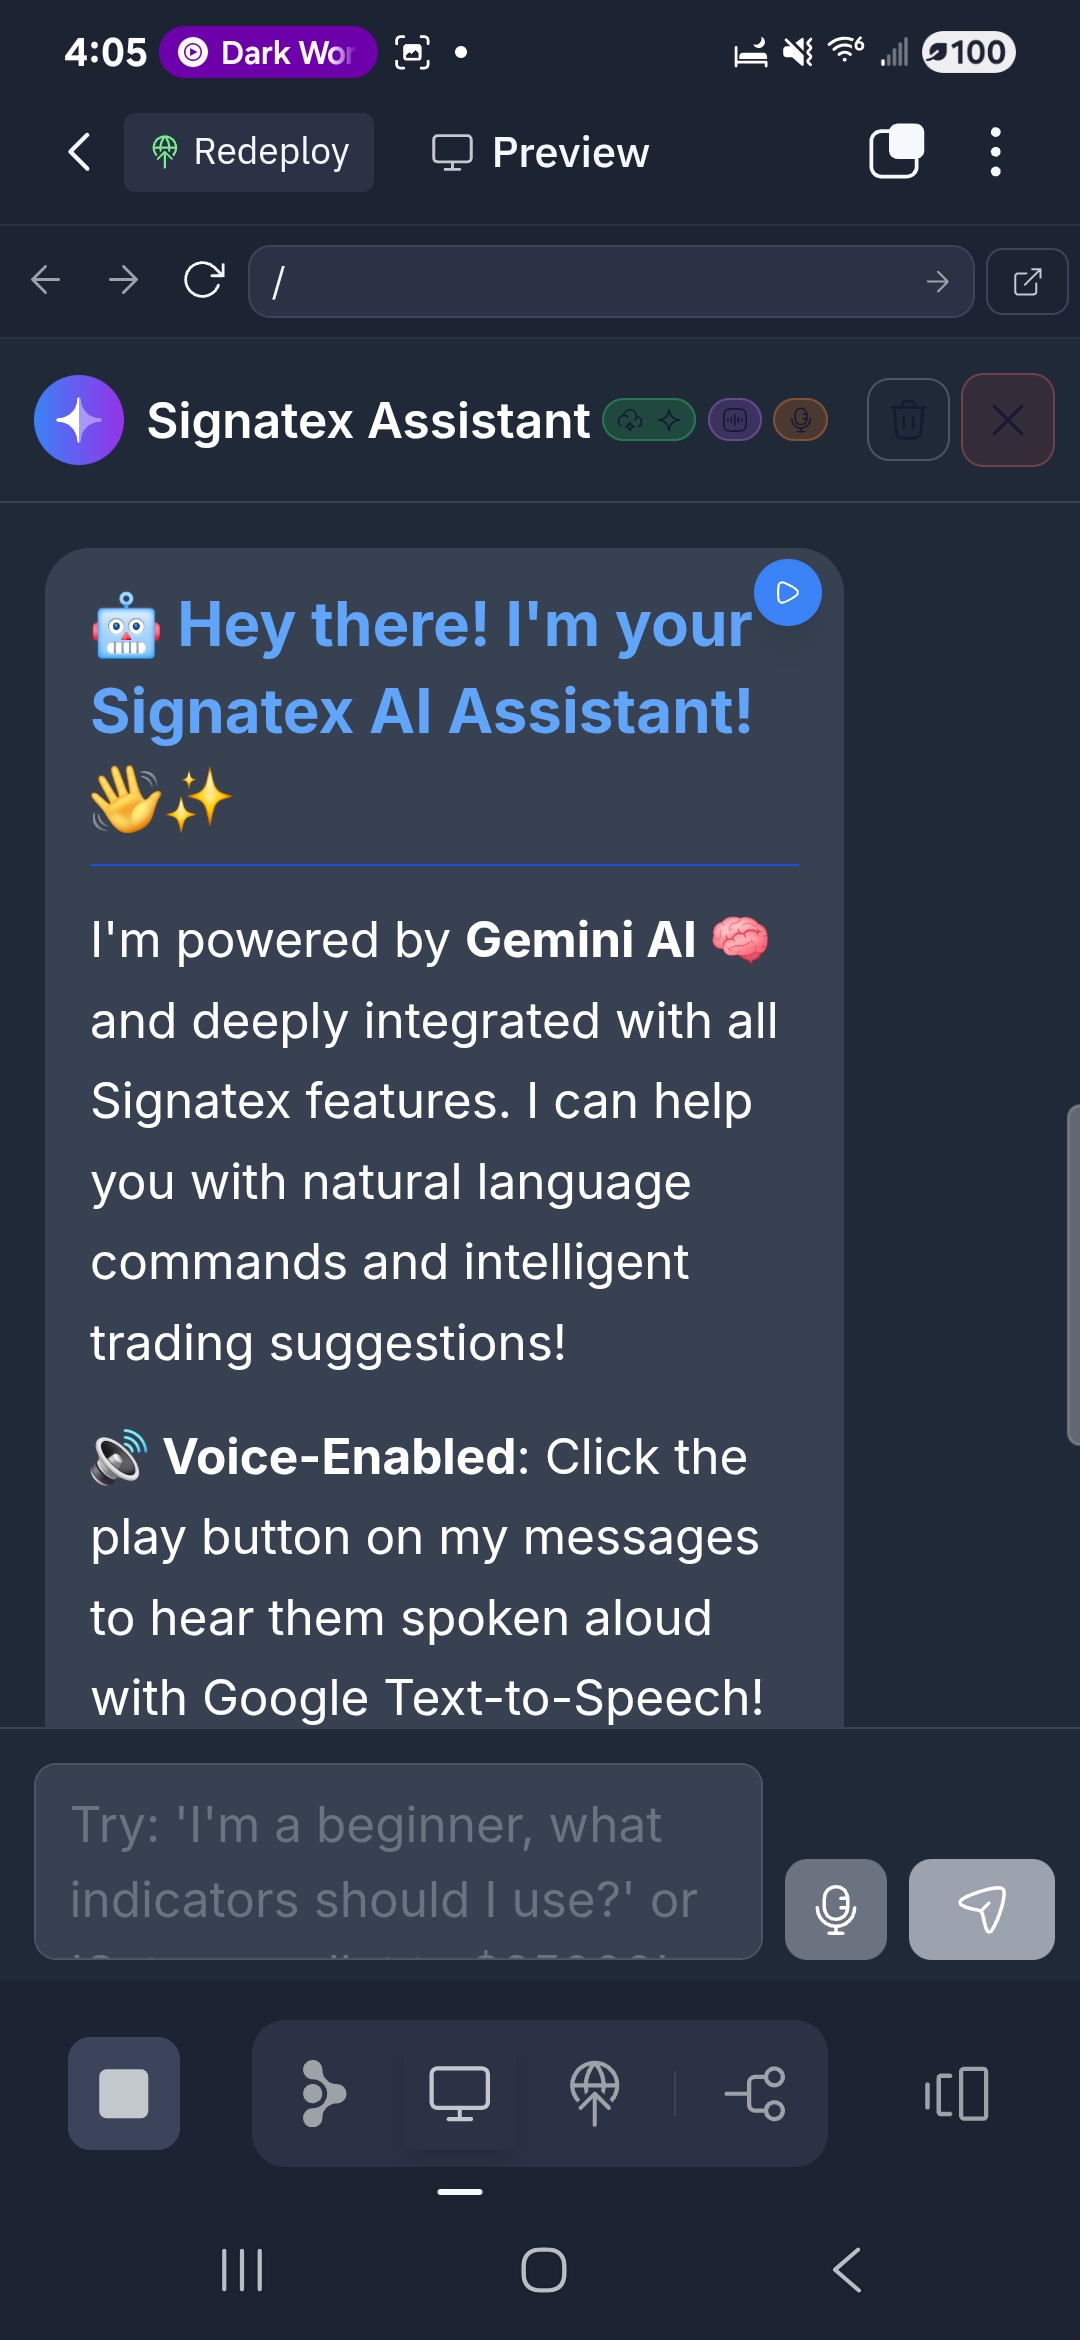 4:05 Dark Wor 100
Redeploy Preview
/
Signatex Assistant
🤖 Hey there! I'm your
Signatex AI Assistant!
👋✨
I'm powered by Gemini AI 🧠
and deeply integrated with all
Signatex features. I can help
you with natural language
commands and intelligent
trading suggestions!
🔊 Voice-Enabled: Click the
play button on my messages
to hear them spoken aloud
with Google Text-to-Speech!
Try: 'I'm a beginner, what
indicators should I use?' or